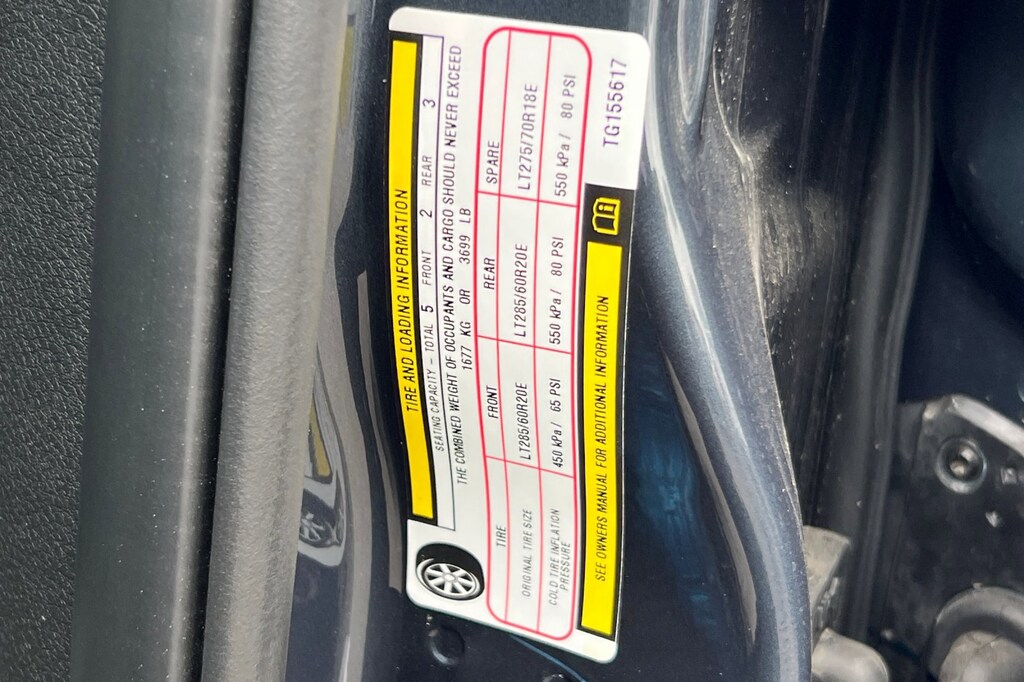 TIRE AND LOADING INFORMATION
SEATING CAPACITY - TOTAL 5 FRONT 2 REAR 3
THE COMBINED WEIGHT OF OCCUPANTS AND CARGO SHOULD NEVER EXCEED
1677 KG OR 3699 LB
TIRE FRONT REAR SPARE
ORIGINAL TIRE SIZE LT285/60R20E LT285/60R20E LT275/70R18E
COLD TIRE INFLATION PRESSURE 450 kPa / 65 PSI 550 kPa / 80 PSI 550 kPa / 80 PSI
SEE OWNERS MANUAL FOR ADDITIONAL INFORMATION
TG155617